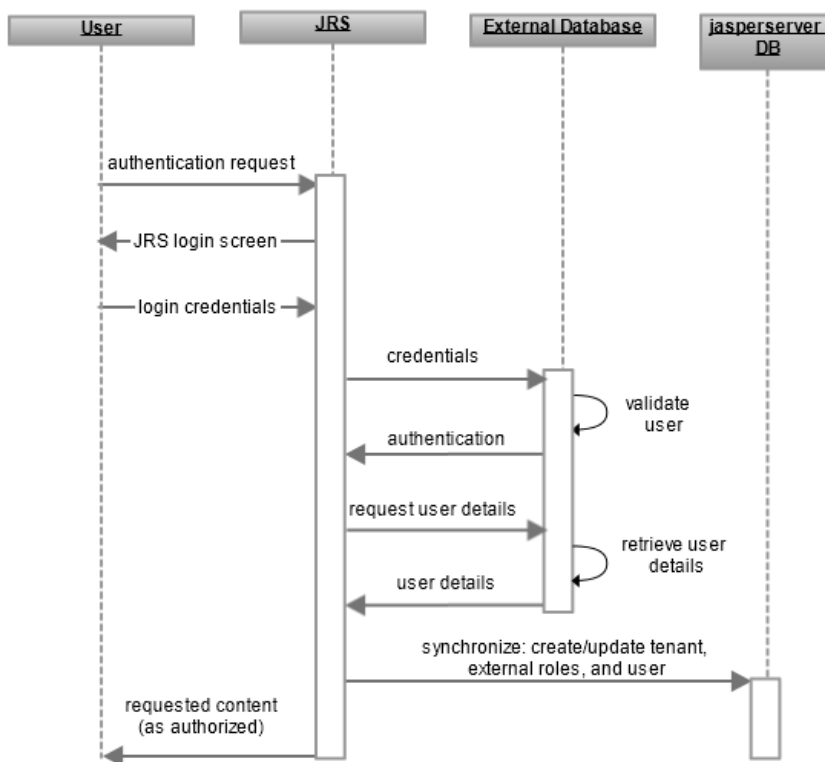 User
JRS
External Database
jasperserver
DB
authentication request
JRS login screen
login credentials
credentials
validate
user
authentication
request user details
retrieve user
details
user details
synchronize: create/update tenant,
external roles, and user
requested content
(as authorized)